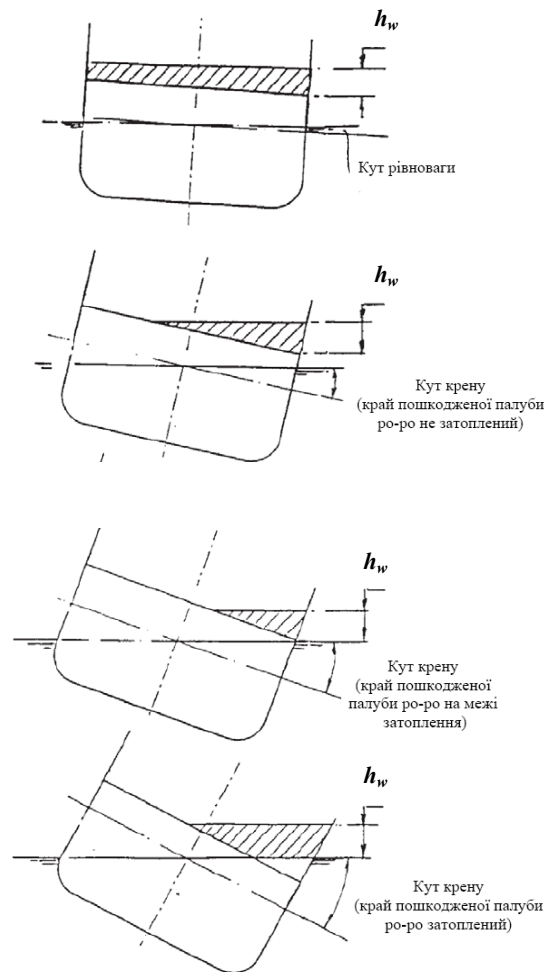 h_w
Кут рівноваги
h_w
Кут крену
(край пошкодженої палуби
ро-ро не затоплений)
h_w
Кут крену
(край пошкодженої
палуби ро-ро на межі
затоплення)
h_w
Кут крену
(край пошкодженої палуби
ро-ро затоплений)